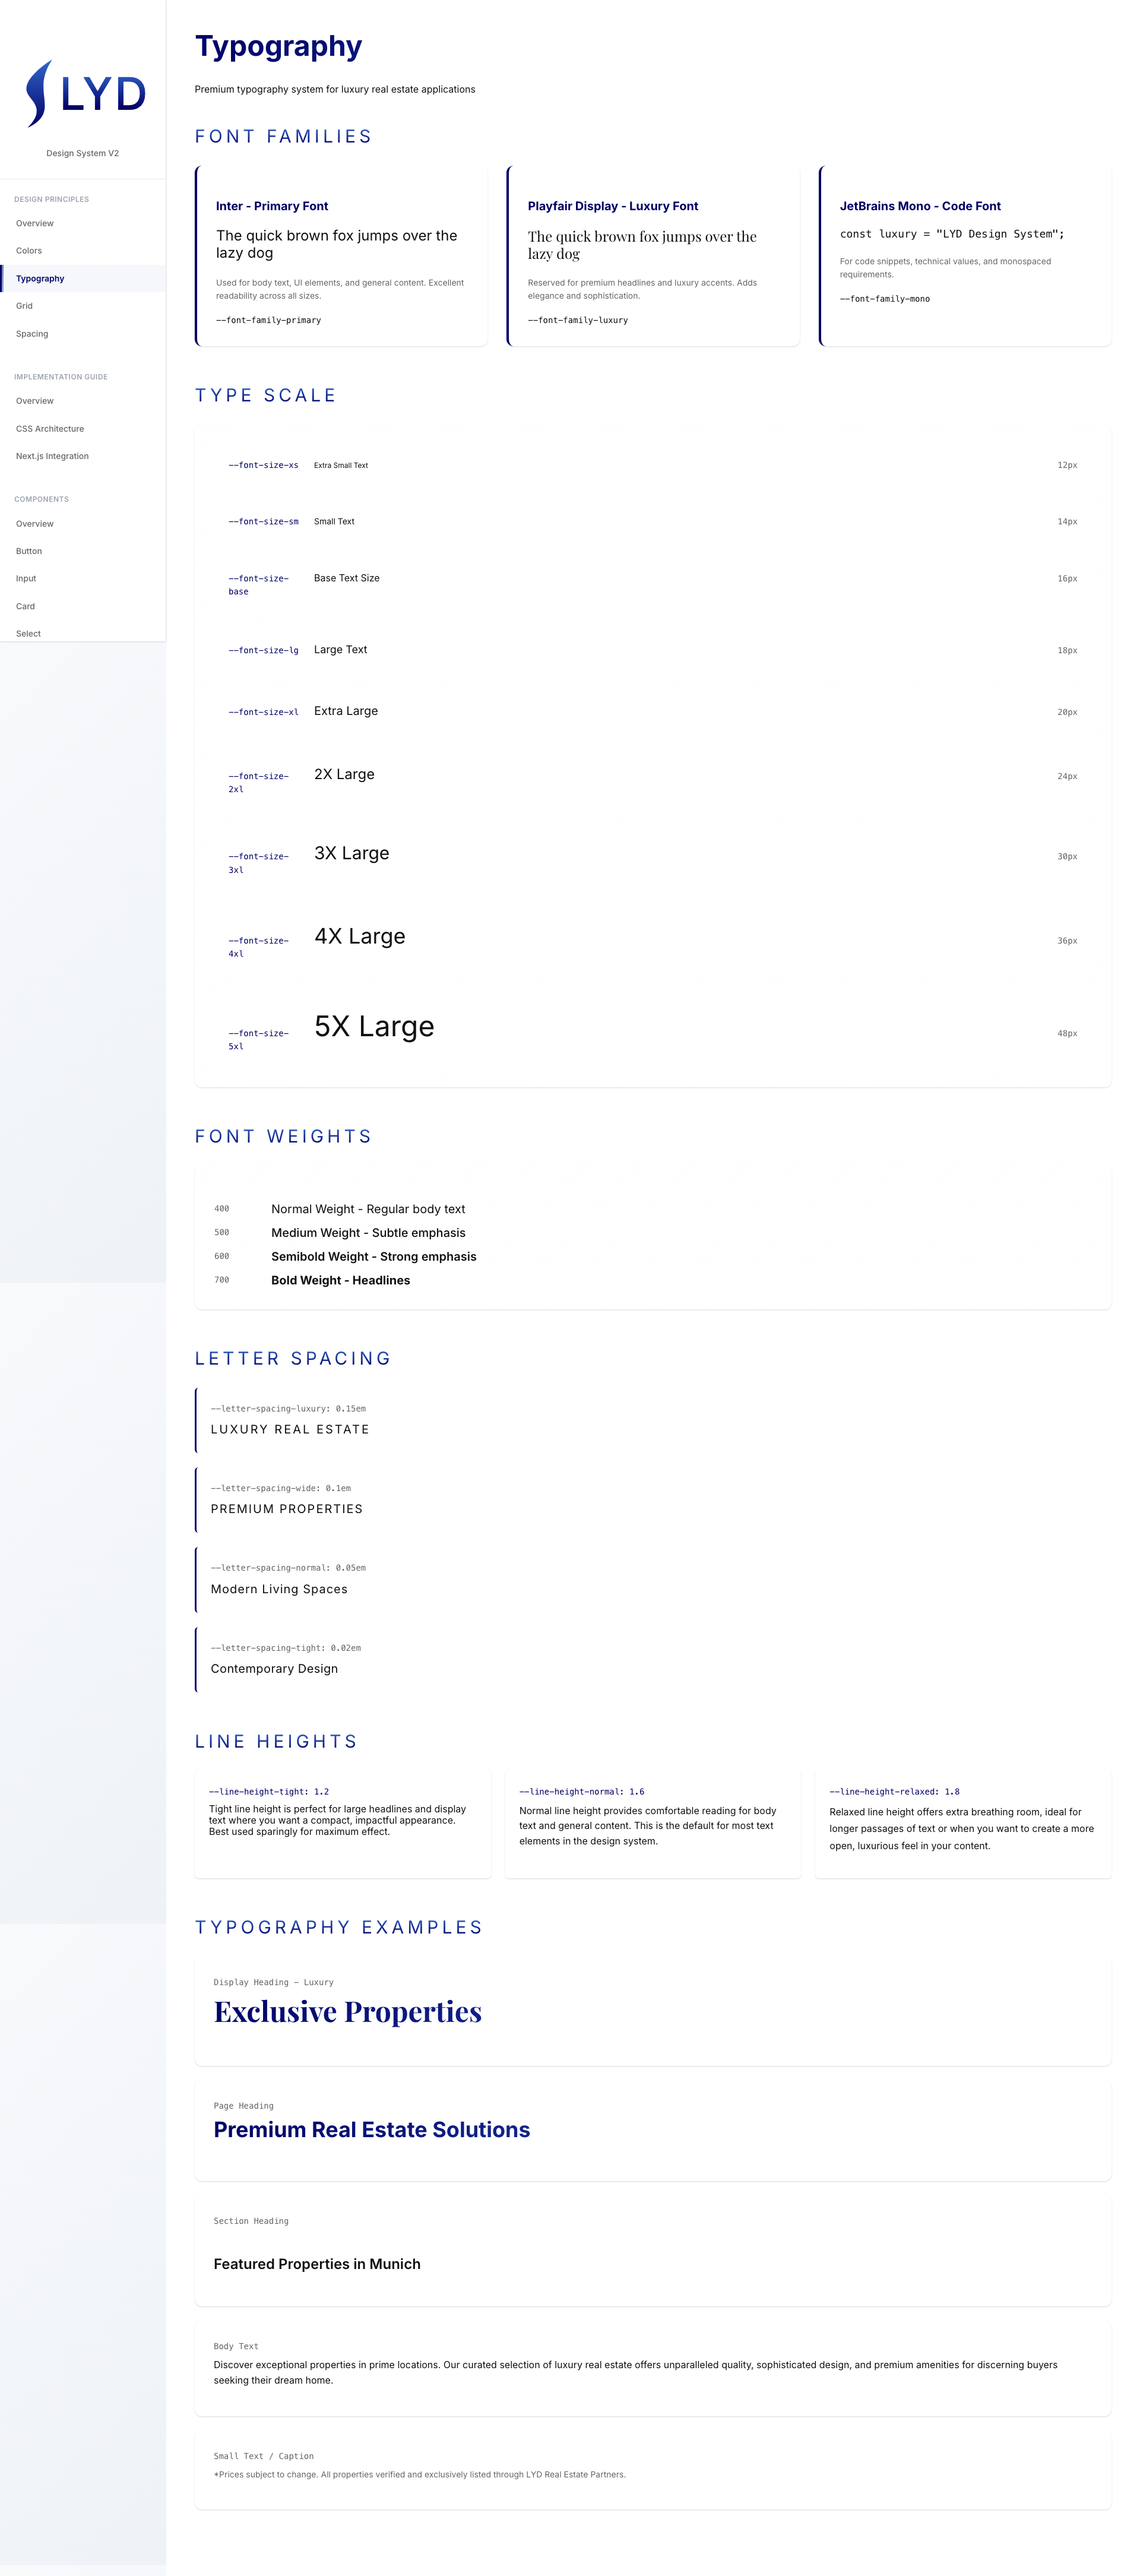 LYD
Design System V2
DESIGN PRINCIPLES
Overview
Colors
Typography
Grid
Spacing
IMPLEMENTATION GUIDE
Overview
CSS Architecture
Next.js Integration
COMPONENTS
Overview
Button
Input
Card
Select
Typography
Premium typography system for luxury real estate applications
FONT FAMILIES
Inter - Primary Font
The quick brown fox jumps over the
lazy dog
Used for body text, UI elements, and general content. Excellent
readability across all sizes.
--font-family-primary
Playfair Display - Luxury Font
The quick brown fox jumps over the
lazy dog
Reserved for premium headlines and luxury accents. Adds
elegance and sophistication.
--font-family-luxury
JetBrains Mono - Code Font
const luxury = "LYD Design System";
For code snippets, technical values, and monospaced
requirements.
--font-family-mono
TYPE SCALE
--font-size-xs Extra Small Text 12px
--font-size-sm Small Text 14px
--font-size-
base Base Text Size 16px
--font-size-lg Large Text 18px
--font-size-xl Extra Large 20px
--font-size-
2xl 2X Large 24px
--font-size-
3xl 3X Large 30px
--font-size-
4xl 4X Large 36px
--font-size-
5xl 5X Large 48px
FONT WEIGHTS
400 Normal Weight - Regular body text
500 Medium Weight - Subtle emphasis
600 Semibold Weight - Strong emphasis
700 Bold Weight - Headlines
LETTER SPACING
--letter-spacing-luxury: 0.15em
LUXURY REAL ESTATE
--letter-spacing-wide: 0.1em
PREMIUM PROPERTIES
--letter-spacing-normal: 0.05em
Modern Living Spaces
--letter-spacing-tight: 0.02em
Contemporary Design
LINE HEIGHTS
--line-height-tight: 1.2
Tight line height is perfect for large headlines and display
text where you want a compact, impactful appearance.
Best used sparingly for maximum effect.
--line-height-normal: 1.6
Normal line height provides comfortable reading for body
text and general content. This is the default for most text
elements in the design system.
--line-height-relaxed: 1.8
Relaxed line height offers extra breathing room, ideal for
longer passages of text or when you want to create a more
open, luxurious feel in your content.
TYPOGRAPHY EXAMPLES
Display Heading - Luxury
Exclusive Properties
Page Heading
Premium Real Estate Solutions
Section Heading
Featured Properties in Munich
Body Text
Discover exceptional properties in prime locations. Our curated selection of luxury real estate offers unparalleled quality, sophisticated design, and premium amenities for discerning buyers
seeking their dream home.
Small Text / Caption
*Prices subject to change. All properties verified and exclusively listed through LYD Real Estate Partners.